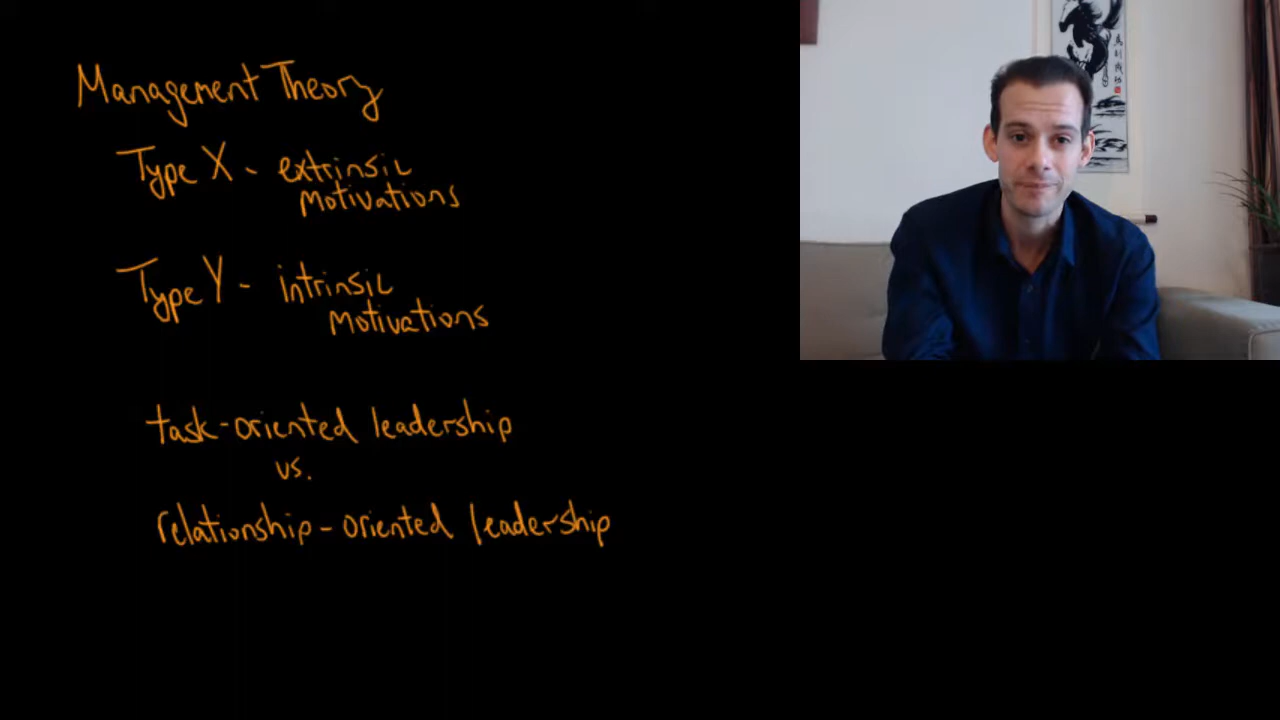 Management Theory
Type X - extrinsic
motivations
Type Y - intrinsic
motivations
task-oriented leadership
vs.
relationship-oriented leadership